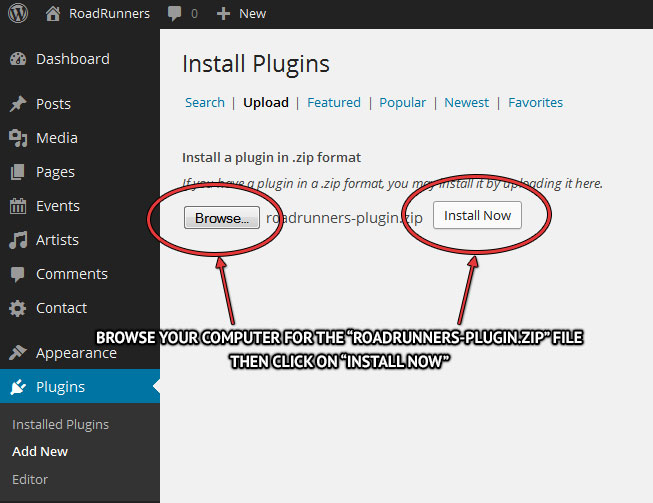 RoadRunners 0 + New
Dashboard
Posts
Media
Pages
Events
Artists
Comments
Contact
Appearance
Plugins
Installed Plugins
Add New
Editor
Install Plugins
Search | Upload | Featured | Popular | Newest | Favorites
Install a plugin in .zip format
If you have a plugin in a .zip format, you may install it by uploading it here.
Browse... roadrunners-plugin.zip Install Now
BROWSE YOUR COMPUTER FOR THE “ROADRUNNERS-PLUGIN.ZIP” FILE
THEN CLICK ON “INSTALL NOW”